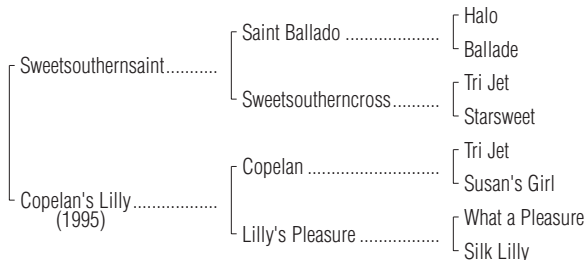 Halo
Saint Ballado ....................
Ballade
Sweetsouthernsaint...........
Tri Jet
Sweetsoutherncross..........
Starsweet
Tri Jet
Copelan ............................
Susan's Girl
Copelan's Lilly..................
(1995)
What a Pleasure
Lilly's Pleasure .................
Silk Lilly